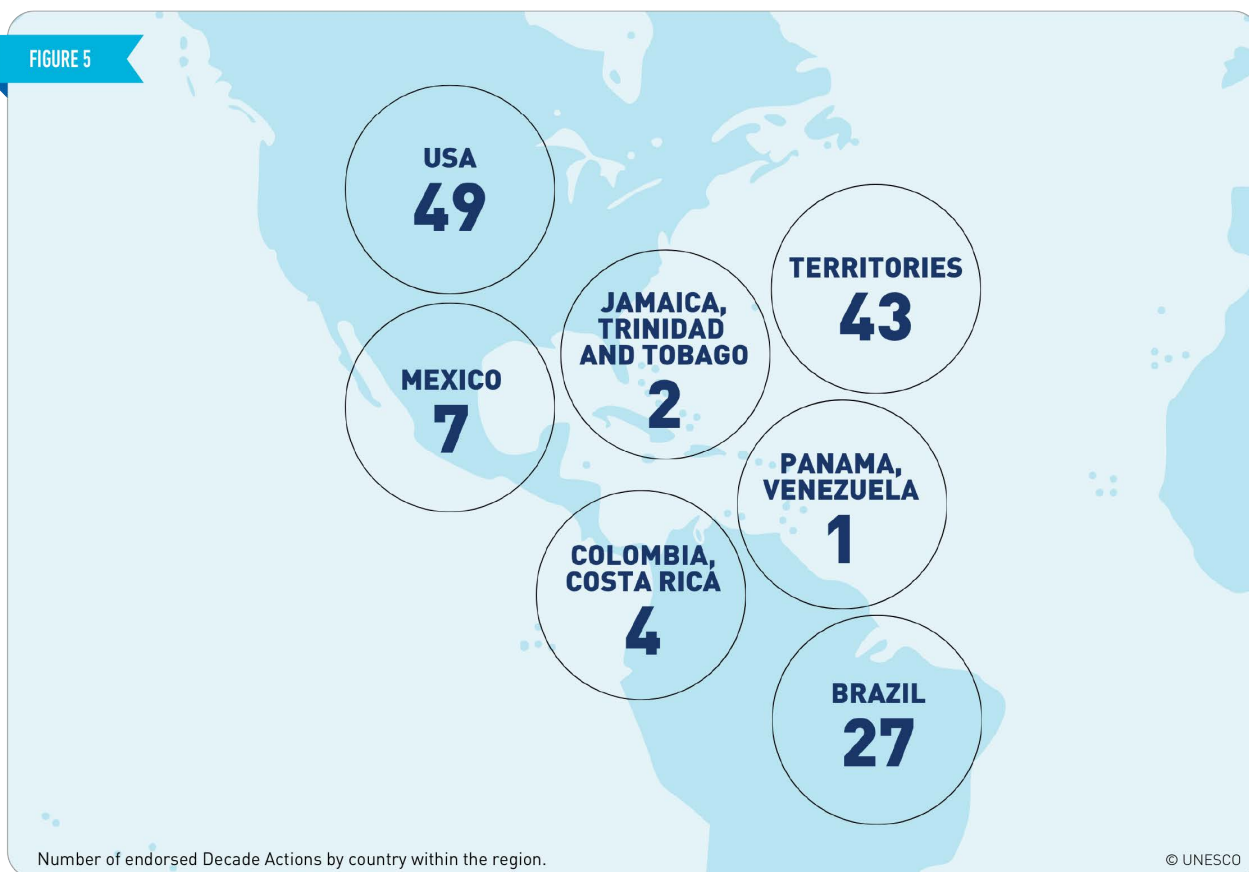 FIGURE 5
USA
49
TERRITORIES
43
JAMAICA,
TRINIDAD
AND TOBAGO
2
MEXICO
7
PANAMA,
VENEZUELA
1
COLOMBIA,
COSTA RICA
4
BRAZIL
27
Number of endorsed Decade Actions by country within the region.
© UNESCO